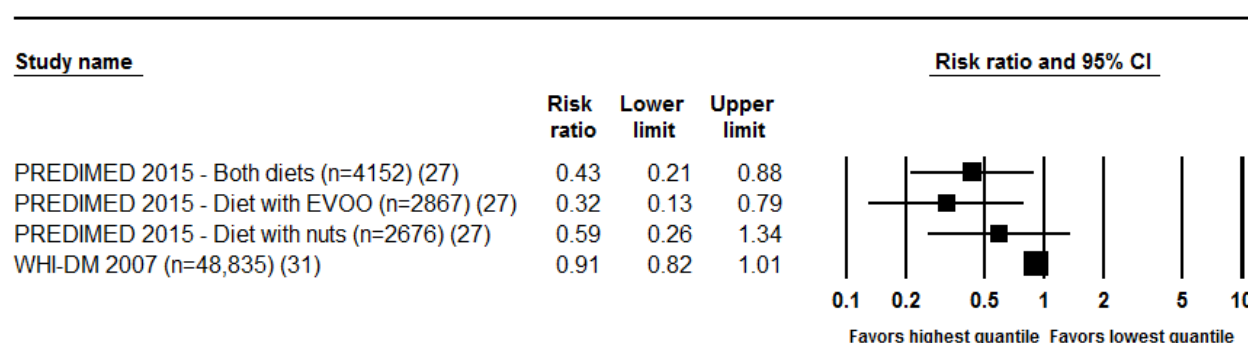 Study name Risk ratio and 95% CI
Risk ratio Lower limit Upper limit
PREDIMED 2015 - Both diets (n=4152) (27) 0.43 0.21 0.88
PREDIMED 2015 - Diet with EVOO (n=2867) (27) 0.32 0.13 0.79
PREDIMED 2015 - Diet with nuts (n=2676) (27) 0.59 0.26 1.34
WHI-DM 2007 (n=48,835) (31) 0.91 0.82 1.01
0.1 0.2 0.5 1 2 5 10
Favors highest quantile Favors lowest quantile